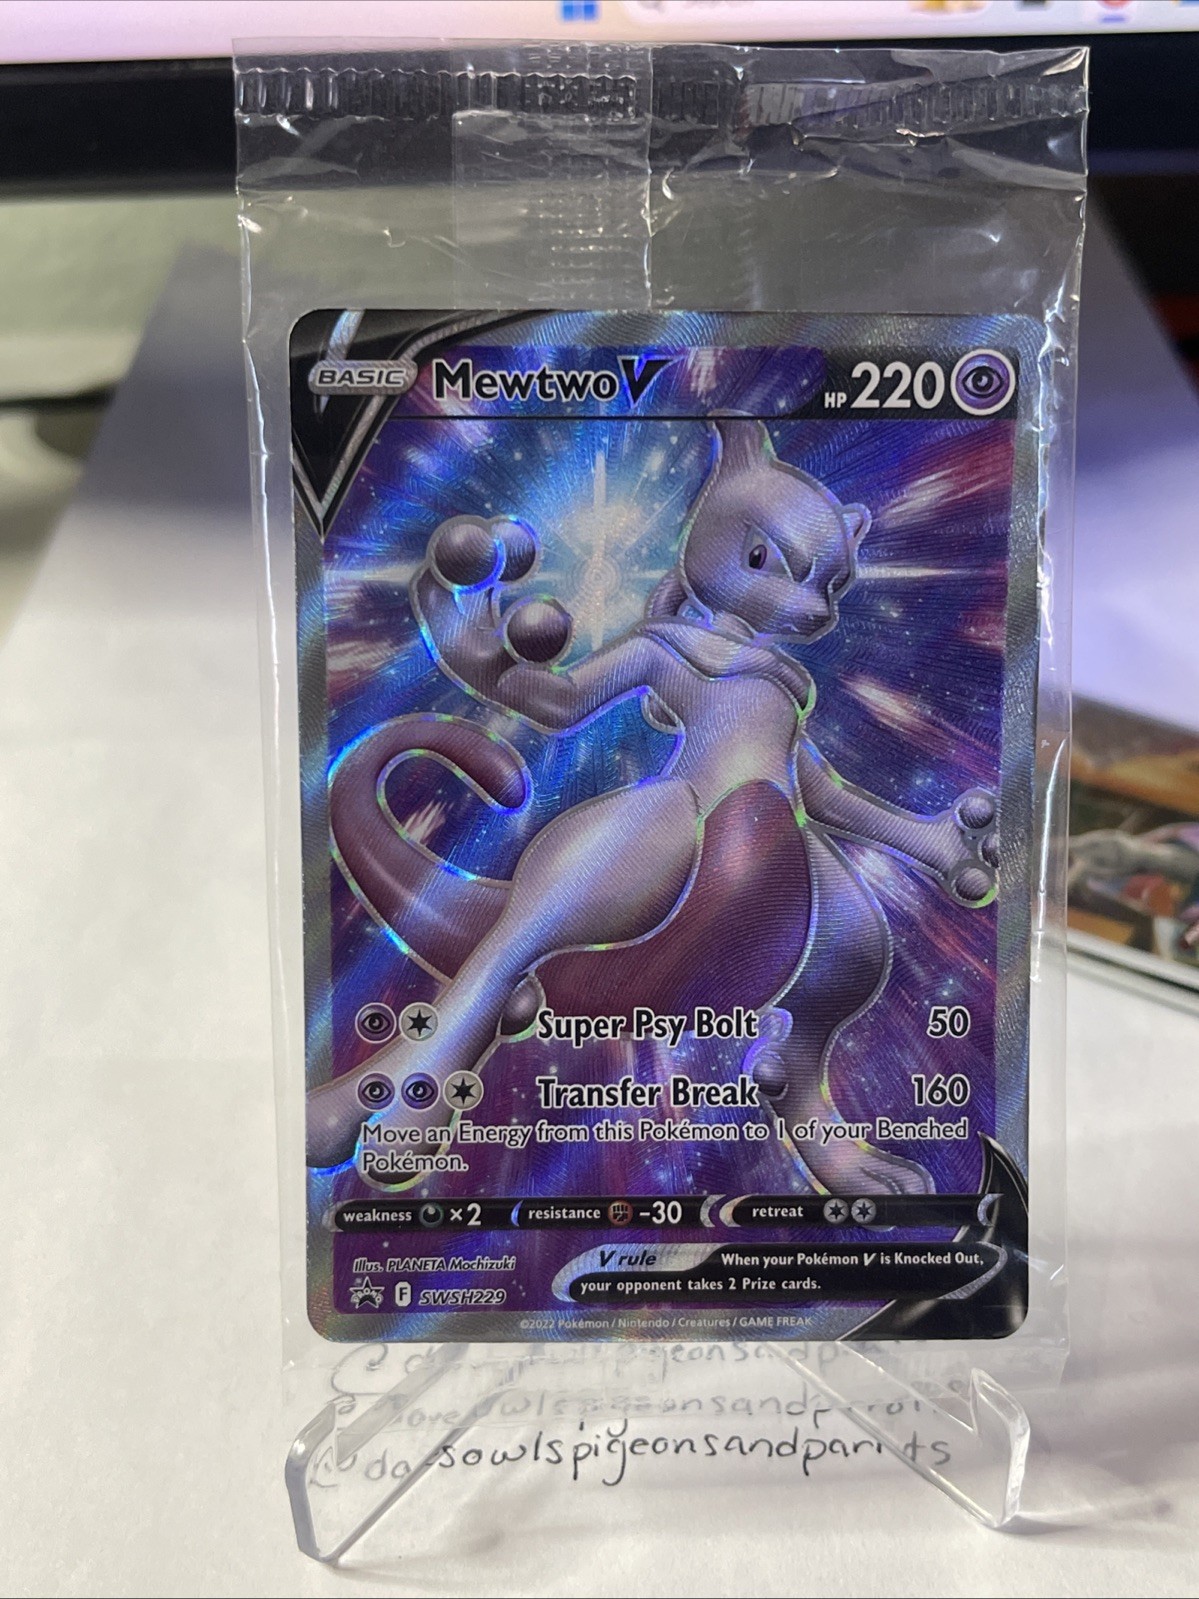 BASIC Mewtwo V HP 220
Super Psy Bolt 50
Transfer Break 160
Move an Energy from this Pokémon to 1 of your Benched
Pokémon.
weakness ×2 resistance -30 retreat
Illus. PLANETA Mochizuki
V rule When your Pokémon V is Knocked Out,
your opponent takes 2 Prize cards.
F SWSH229
©2022 Pokémon / Nintendo / Creatures / GAME FREAK